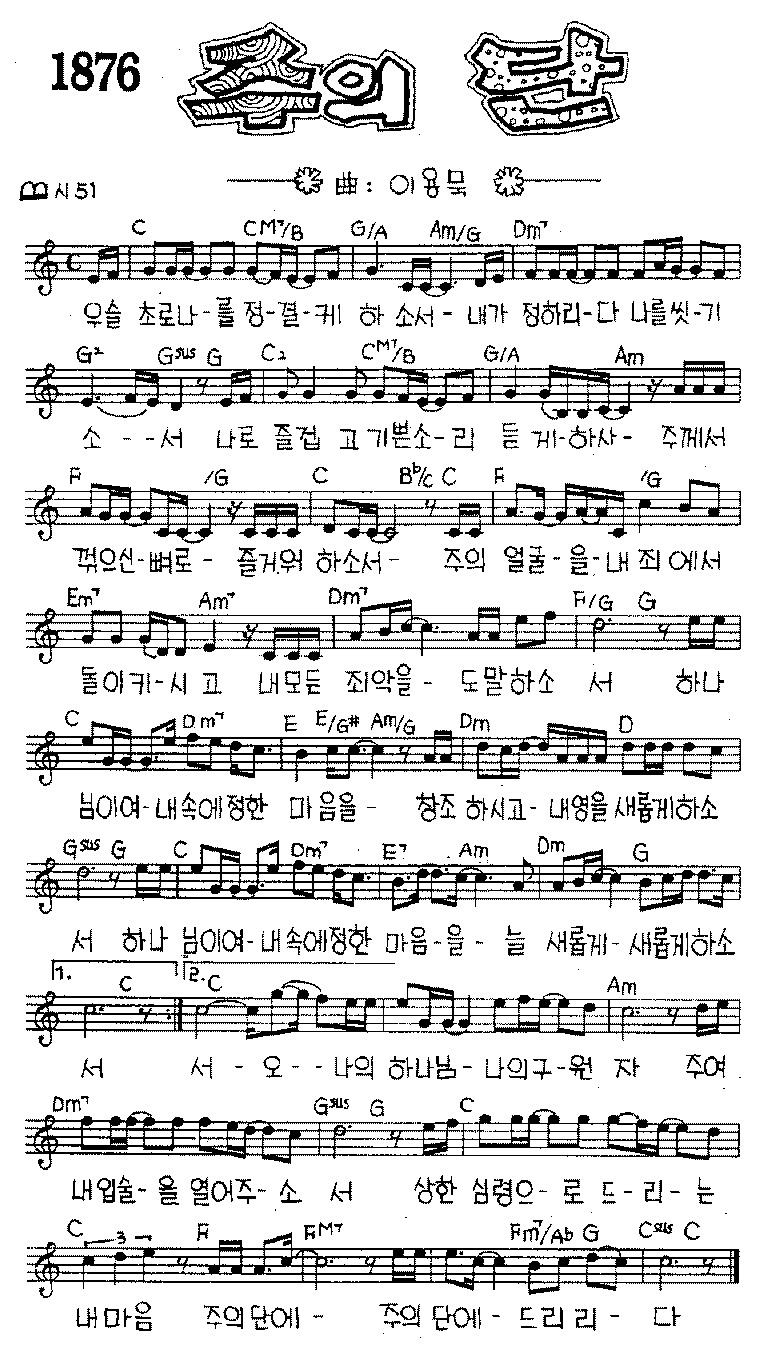 1876 주의 단
시 51 曲: 이용묵
C CM7/B G/A Am/G Dm7
우슬 초로나-를 정-결-케 하 소서- 내가 정하리-다 나를씻-기
G2 Gsus G C2 CM7/B G/A Am
소--서 나로 즐겁 고 기쁜소-리 듣 게-하사- 주께서
F /G C Bb/C C F /G
꺾으신-뼈로- 즐거워 하소서- 주의 얼굴-을-내 죄에서
Em7 Am7 Dm7 F/G G
돌이키-시고 내모든 죄악을- 도말하소 서 하나
C Dm7 E E/G# Am/G Dm D
님이여-내속에정한 마음을- 창조하시고-내영을새롭게하소
Gsus G C Dm7 E7 Am Dm G
서 하나 님이여-내속에정한 마음-을- 늘 새롭게-새롭게하소
1. C 2. C Am
서 서-오--나의 하나님-나의구-원 자 주여
Dm7 Gsus G C
내입술-을 열어주-소 서 상한 심령으-로 드-리-는
C 3 F FM7 Fm7/Ab G Csus C
내마음 주의단에- 주의단에-드리리- 다